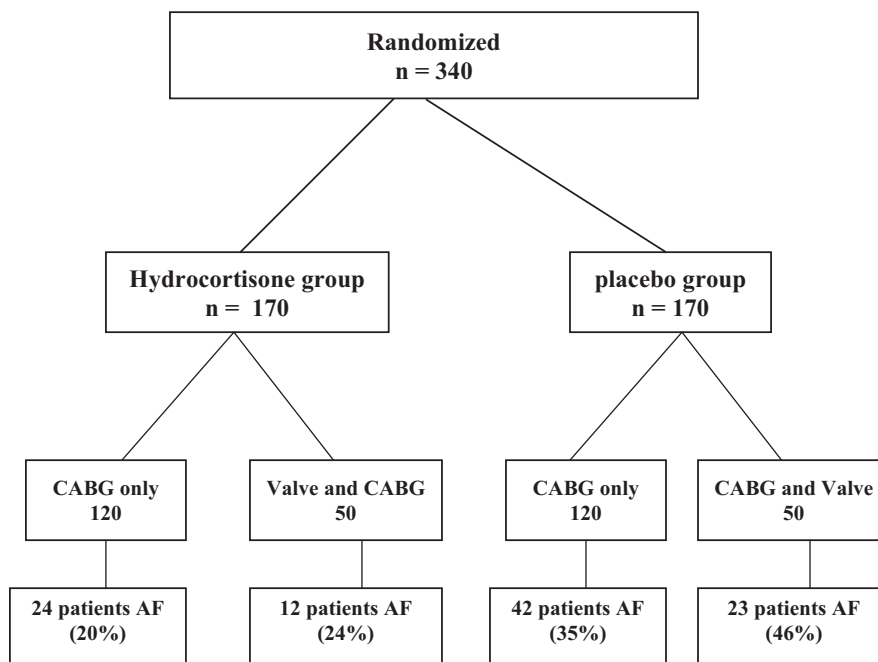 Randomized
n = 340
Hydrocortisone group
n = 170
placebo group
n = 170
CABG only
120
Valve and CABG
50
CABG only
120
CABG and Valve
50
24 patients AF
(20%)
12 patients AF
(24%)
42 patients AF
(35%)
23 patients AF
(46%)